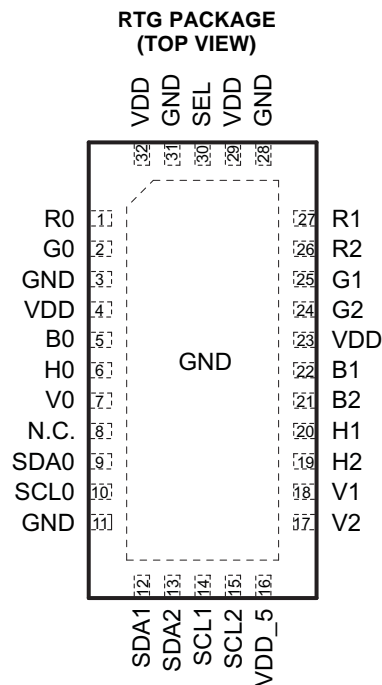 RTG PACKAGE
(TOP VIEW)
VDD GND SEL VDD GND
32 31 30 29 28
R0 1 27 R1
G0 2 26 R2
GND 3 25 G1
VDD 4 24 G2
B0 5 23 VDD
GND
H0 6 22 B1
V0 7 21 B2
N.C. 8 20 H1
SDA0 9 19 H2
SCL0 10 18 V1
GND 11 17 V2
12 13 14 15 16
SDA1 SDA2 SCL1 SCL2 VDD_5